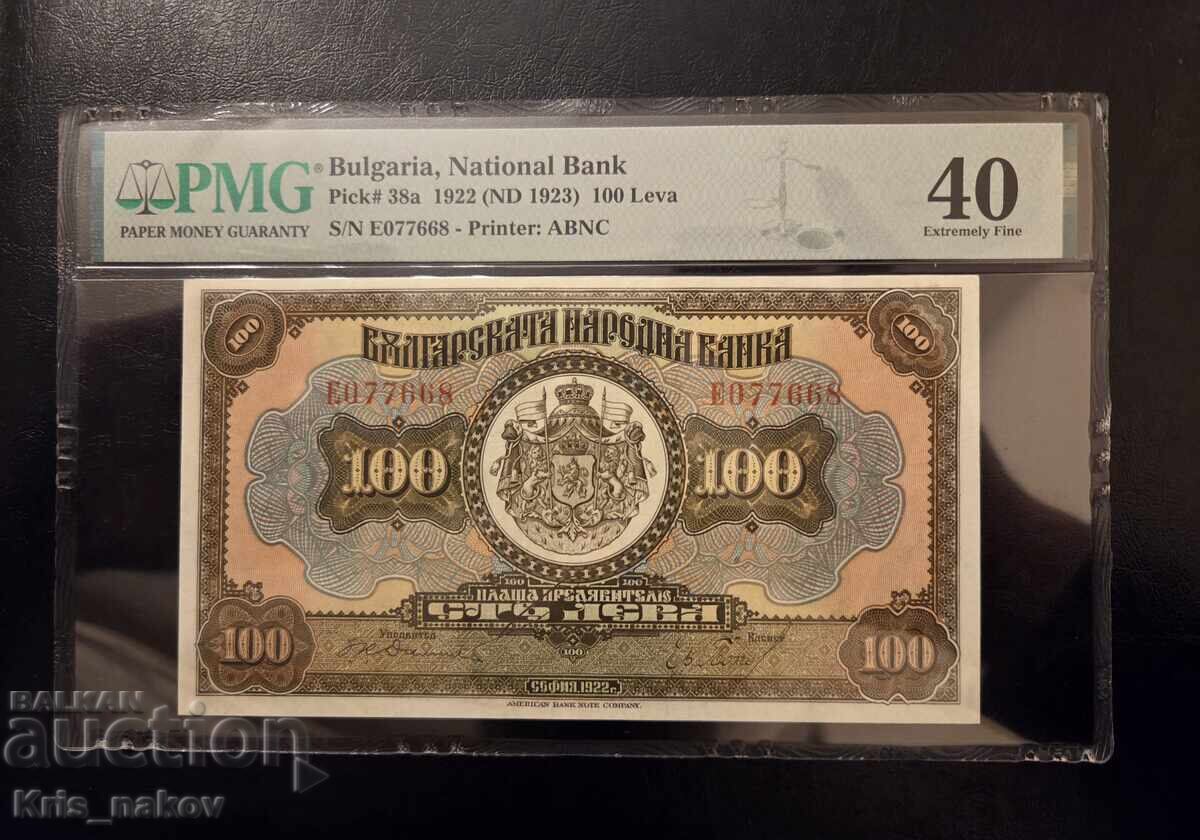 PMG®
PAPER MONEY GUARANTY
Bulgaria, National Bank
Pick# 38a 1922 (ND 1923) 100 Leva
S/N E077668 - Printer: ABNC
40
Extremely Fine
100
100
БЪЛГАРСКАТА НАРОДНА БАНКА
E077668
E077668
100
100
100
100
ПЛАЩА ПРЕДЯВИТЕЛЮ
СТѢ ЛЕВА
Касиеръ
100
100
100
СОФИЯ, 1922 г.
AMERICAN BANK NOTE COMPANY.
BALKAN
auction
Kris_nakov